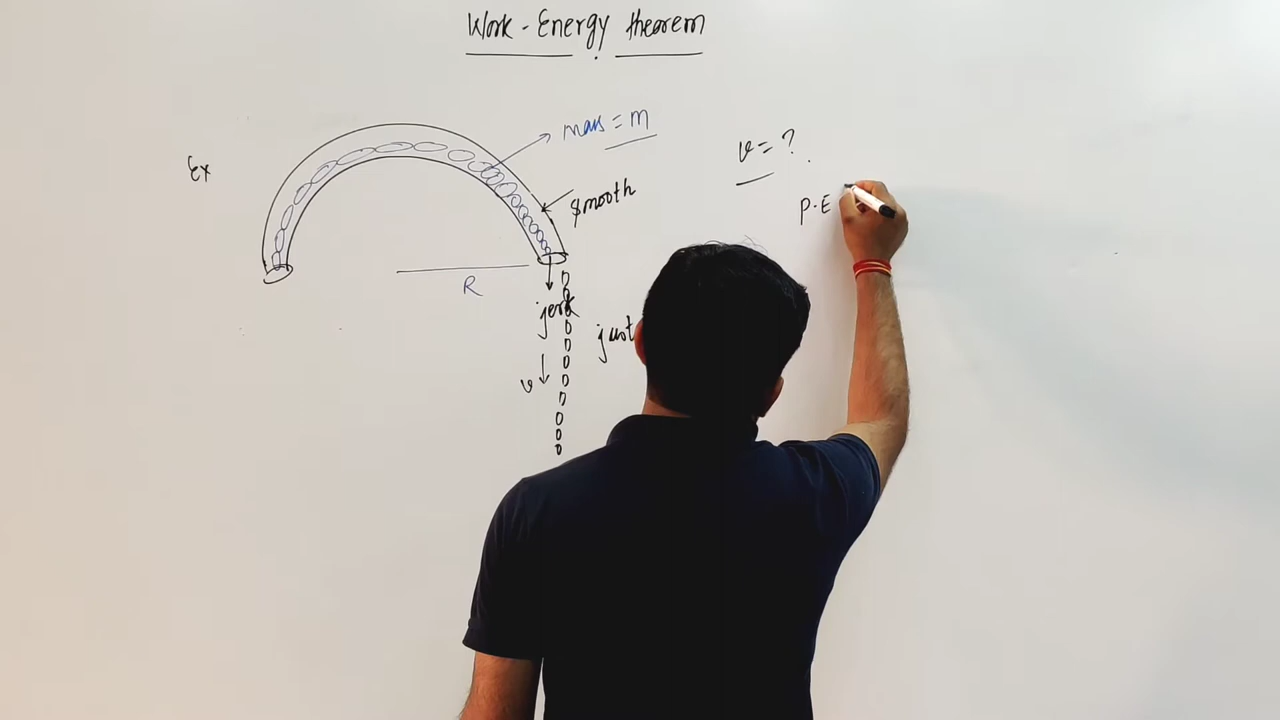 Work-Energy theorem
Ex
mass = m
smooth
v = ?
P.E
R
jerk
just
v